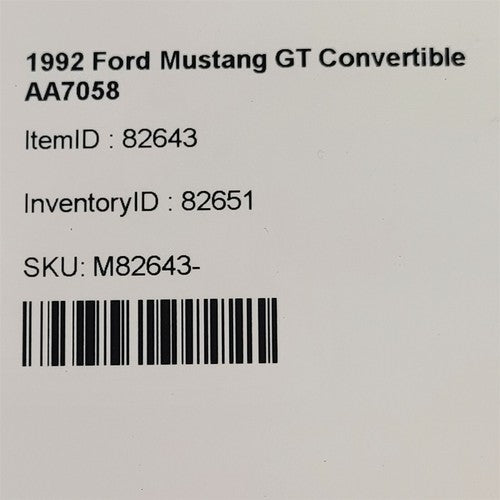 1992 Ford Mustang GT Convertible
AA7058
ItemID : 82643
InventoryID : 82651
SKU: M82643-